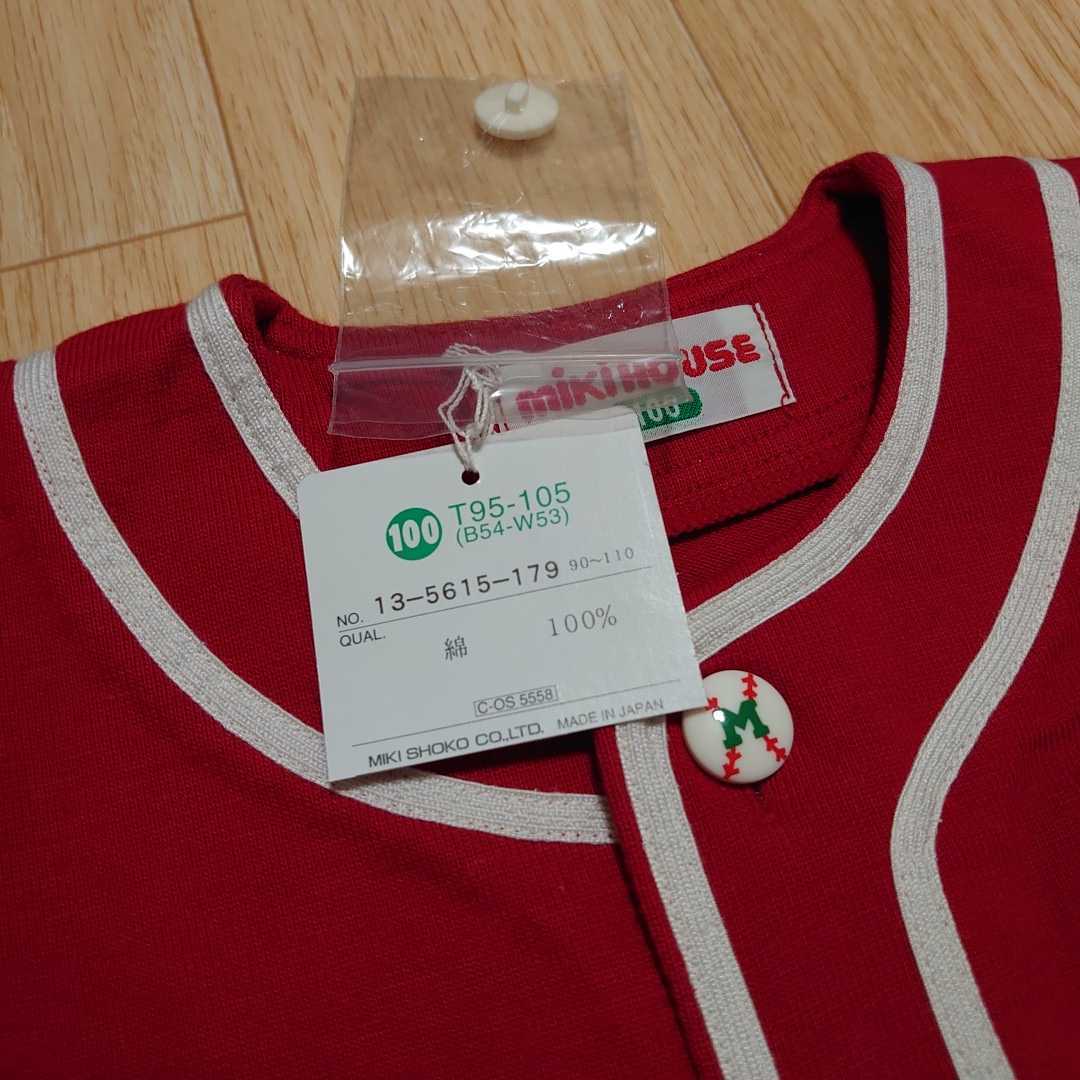 MIKI HOUSE
100
100 T95-105
(B54-W53)
NO. 13-5615-179 90~110
QUAL. 綿 100%
C-OS 5558
MIKI SHOKO CO.,LTD. MADE IN JAPAN
M